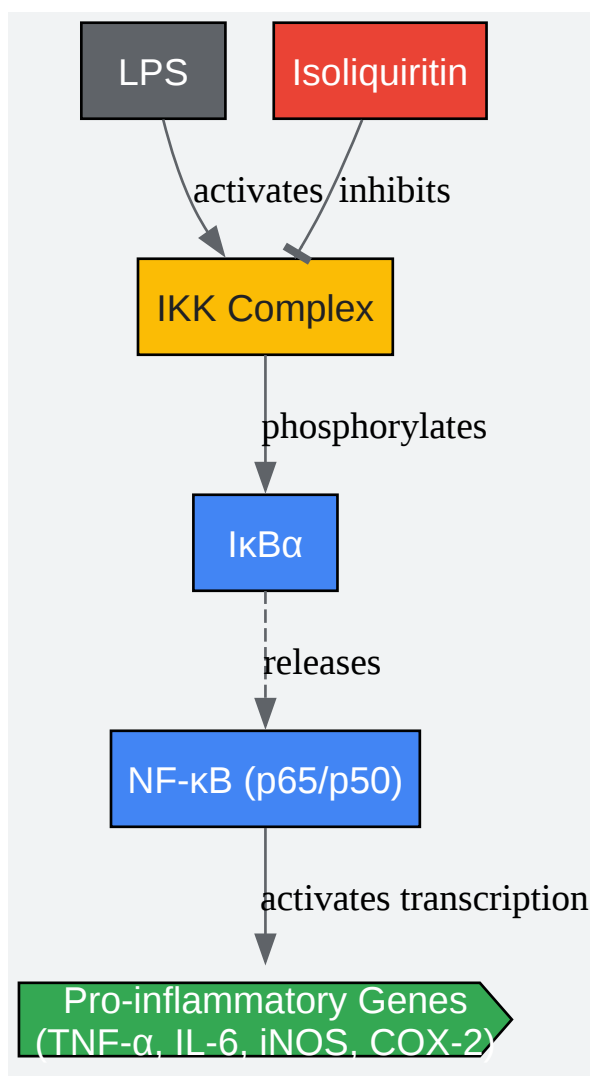 LPS
Isoliquiritin
activates
inhibits
IKK Complex
phosphorylates
IκBα
releases
NF-κB (p65/p50)
activates transcription
Pro-inflammatory Genes
(TNF-α, IL-6, iNOS, COX-2)